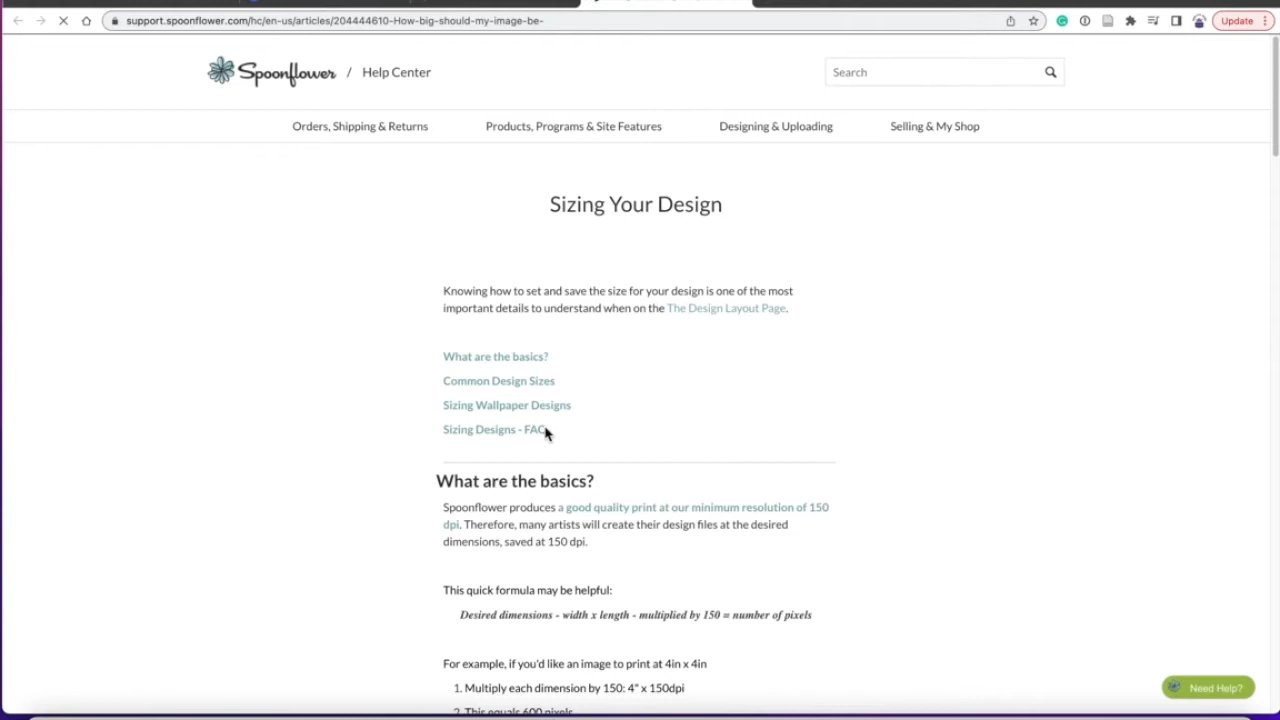 support.spoonflower.com/hc/en-us/articles/204444610-How-big-should-my-image-be-
Update
Spoonflower / Help Center
Search
Orders, Shipping & Returns
Products, Programs & Site Features
Designing & Uploading
Selling & My Shop
Sizing Your Design
Knowing how to set and save the size for your design is one of the most
important details to understand when on the The Design Layout Page.
What are the basics?
Common Design Sizes
Sizing Wallpaper Designs
Sizing Designs - FAQ
What are the basics?
Spoonflower produces a good quality print at our minimum resolution of 150
dpi. Therefore, many artists will create their design files at the desired
dimensions, saved at 150 dpi.
This quick formula may be helpful:
Desired dimensions - width x length - multiplied by 150 = number of pixels
For example, if you'd like an image to print at 4in x 4in
1. Multiply each dimension by 150: 4" x 150dpi
2. This equals 600 pixels
Need Help?